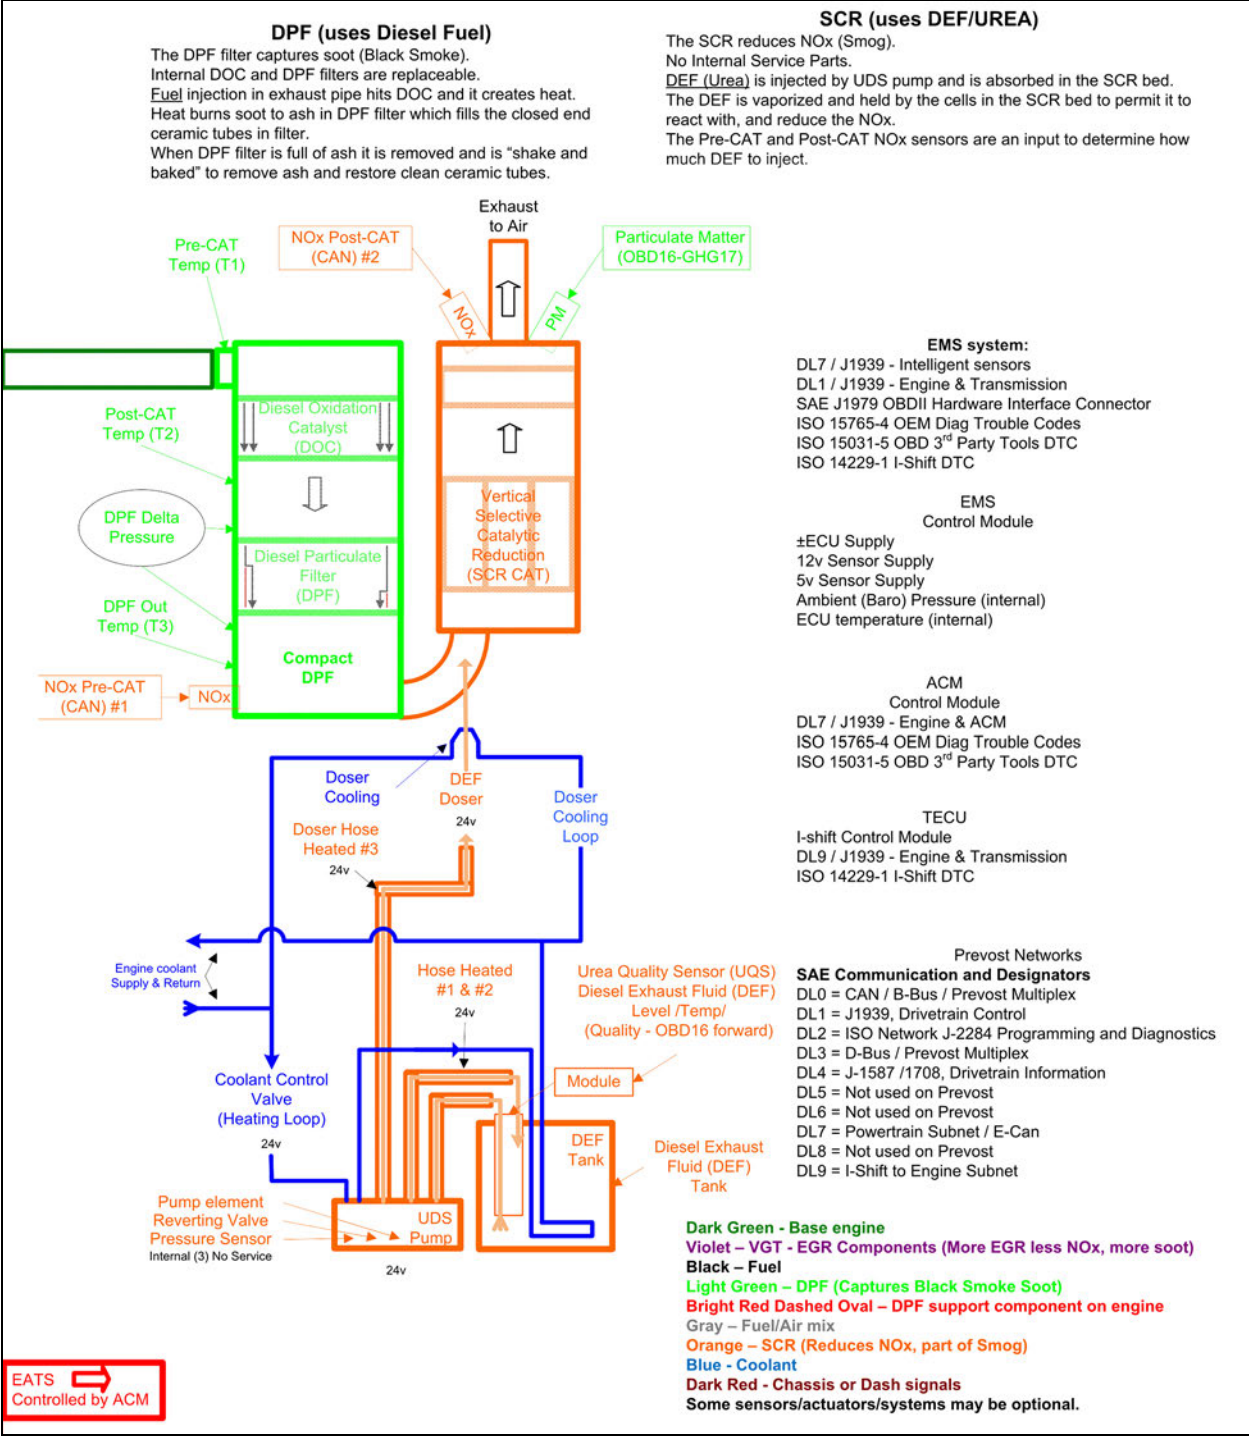 DPF (uses Diesel Fuel)
The DPF filter captures soot (Black Smoke).
Internal DOC and DPF filters are replaceable.
Fuel injection in exhaust pipe hits DOC and it creates heat.
Heat burns soot to ash in DPF filter which fills the closed end
ceramic tubes in filter.
When DPF filter is full of ash it is removed and is “shake and
baked” to remove ash and restore clean ceramic tubes.
SCR (uses DEF/UREA)
The SCR reduces NOx (Smog).
No Internal Service Parts.
DEF (Urea) is injected by UDS pump and is absorbed in the SCR bed.
The DEF is vaporized and held by the cells in the SCR bed to permit it to
react with, and reduce the NOx.
The Pre-CAT and Post-CAT NOx sensors are an input to determine how
much DEF to inject.
Exhaust
to Air
Pre-CAT
Temp (T1)
NOx Post-CAT
(CAN) #2
Particulate Matter
(OBD16-GHG17)
NOx
PM
Post-CAT
Temp (T2)
Diesel Oxidation
Catalyst
(DOC)
DPF Delta
Pressure
Vertical
Selective
Catalytic
Reduction
(SCR CAT)
Diesel Particulate
Filter
(DPF)
DPF Out
Temp (T3)
Compact
DPF
NOx Pre-CAT
(CAN) #1
NOx
Doser
Cooling
DEF
Doser
24v
Doser
Cooling
Loop
Doser Hose
Heated #3
24v
Engine coolant
Supply & Return
Hose Heated
#1 & #2
24v
Urea Quality Sensor (UQS)
Diesel Exhaust Fluid (DEF)
Level /Temp/
(Quality - OBD16 forward)
Module
Coolant Control
Valve
(Heating Loop)
24v
DEF
Tank
Diesel Exhaust
Fluid (DEF)
Tank
Pump element
Reverting Valve
Pressure Sensor
Internal (3) No Service
UDS
Pump
24v
EMS system:
DL7 / J1939 - Intelligent sensors
DL1 / J1939 - Engine & Transmission
SAE J1979 OBDII Hardware Interface Connector
ISO 15765-4 OEM Diag Trouble Codes
ISO 15031-5 OBD 3rd Party Tools DTC
ISO 14229-1 I-Shift DTC
EMS
Control Module
±ECU Supply
12v Sensor Supply
5v Sensor Supply
Ambient (Baro) Pressure (internal)
ECU temperature (internal)
ACM
Control Module
DL7 / J1939 - Engine & ACM
ISO 15765-4 OEM Diag Trouble Codes
ISO 15031-5 OBD 3rd Party Tools DTC
TECU
I-shift Control Module
DL9 / J1939 - Engine & Transmission
ISO 14229-1 I-Shift DTC
Prevost Networks
SAE Communication and Designators
DL0 = CAN / B-Bus / Prevost Multiplex
DL1 = J1939, Drivetrain Control
DL2 = ISO Network J-2284 Programming and Diagnostics
DL3 = D-Bus / Prevost Multiplex
DL4 = J-1587 /1708, Drivetrain Information
DL5 = Not used on Prevost
DL6 = Not used on Prevost
DL7 = Powertrain Subnet / E-Can
DL8 = Not used on Prevost
DL9 = I-Shift to Engine Subnet
Dark Green - Base engine
Violet – VGT - EGR Components (More EGR less NOx, more soot)
Black – Fuel
Light Green – DPF (Captures Black Smoke Soot)
Bright Red Dashed Oval – DPF support component on engine
Gray – Fuel/Air mix
Orange – SCR (Reduces NOx, part of Smog)
Blue - Coolant
Dark Red - Chassis or Dash signals
Some sensors/actuators/systems may be optional.
EATS
Controlled by ACM